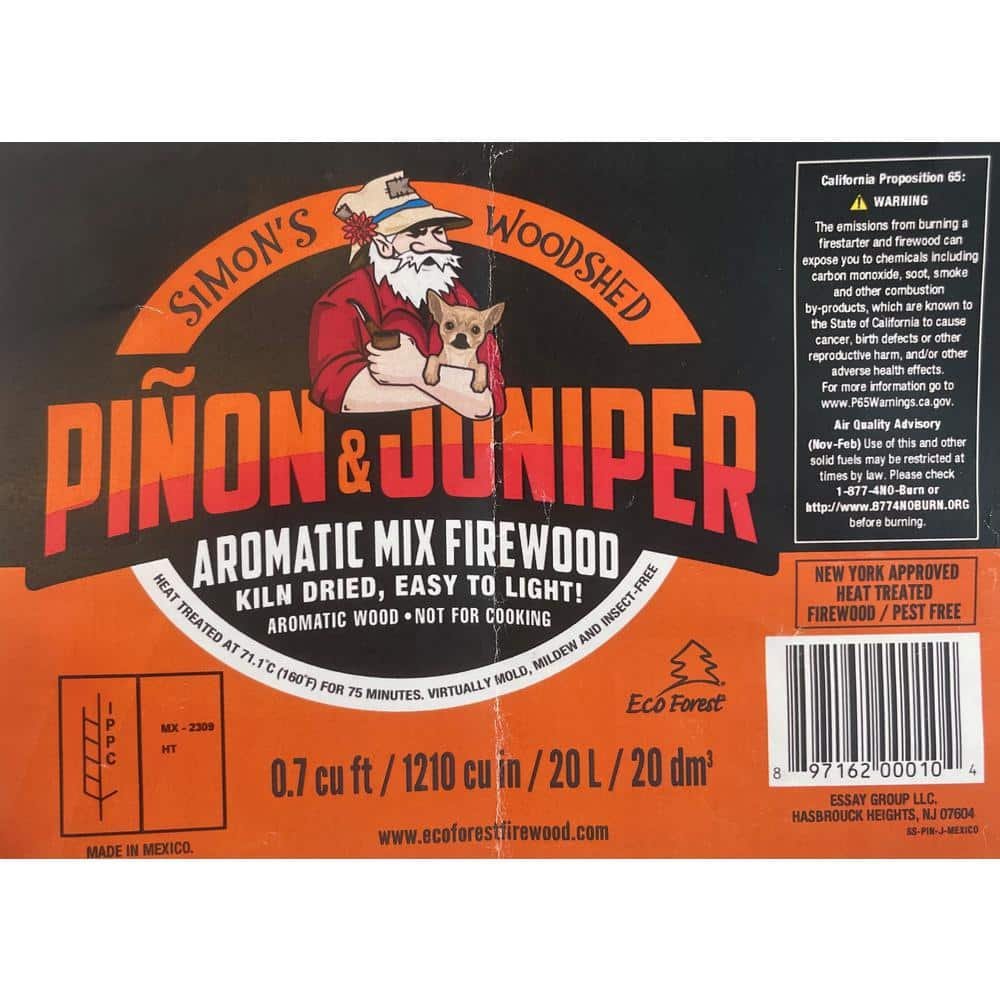 SIMON'S WOODSHED
PIÑON & JUNIPER
AROMATIC MIX FIREWOOD
KILN DRIED, EASY TO LIGHT!
AROMATIC WOOD • NOT FOR COOKING
HEAT TREATED AT 71.1°C (160°F) FOR 75 MINUTES. VIRTUALLY MOLD, MILDEW AND INSECT-FREE
IPPC
MX - 2309
HT
MADE IN MEXICO.
0.7 cu ft / 1210 cu in / 20 L / 20 dm³
www.ecoforestfirewood.com
Eco Forest
California Proposition 65:
⚠ WARNING
The emissions from burning a
firestarter and firewood can
expose you to chemicals including
carbon monoxide, soot, smoke
and other combustion
by-products, which are known to
the State of California to cause
cancer, birth defects or other
reproductive harm, and/or other
adverse health effects.
For more information go to
www.P65Warnings.ca.gov.
Air Quality Advisory
(Nov-Feb) Use of this and other
solid fuels may be restricted at
times by law. Please check
1-877-4NO-Burn or
http://www.8774NOBURN.ORG
before burning.
NEW YORK APPROVED
HEAT TREATED
FIREWOOD / PEST FREE
8 97162 00010 4
ESSAY GROUP LLC.
HASBROUCK HEIGHTS, NJ 07604
SS-PIN-J-MEXICO